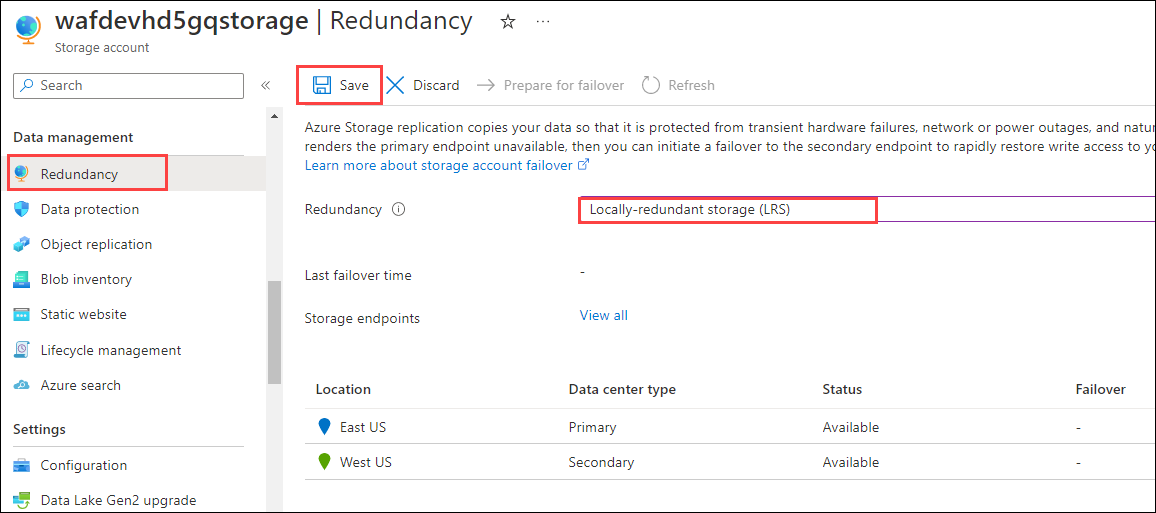 wafdevhd5gqstorage | Redundancy
Storage account
Search
Save
Discard
Prepare for failover
Refresh
Data management
Redundancy
Data protection
Object replication
Blob inventory
Static website
Lifecycle management
Azure search
Settings
Configuration
Data Lake Gen2 upgrade
Azure Storage replication copies your data so that it is protected from transient hardware failures, network or power outages, and natu
renders the primary endpoint unavailable, then you can initiate a failover to the secondary endpoint to rapidly restore write access to yo
Learn more about storage account failover
Redundancy
Locally-redundant storage (LRS)
Last failover time
-
Storage endpoints
View all
Location Data center type Status Failover
East US Primary Available -
West US Secondary Available -